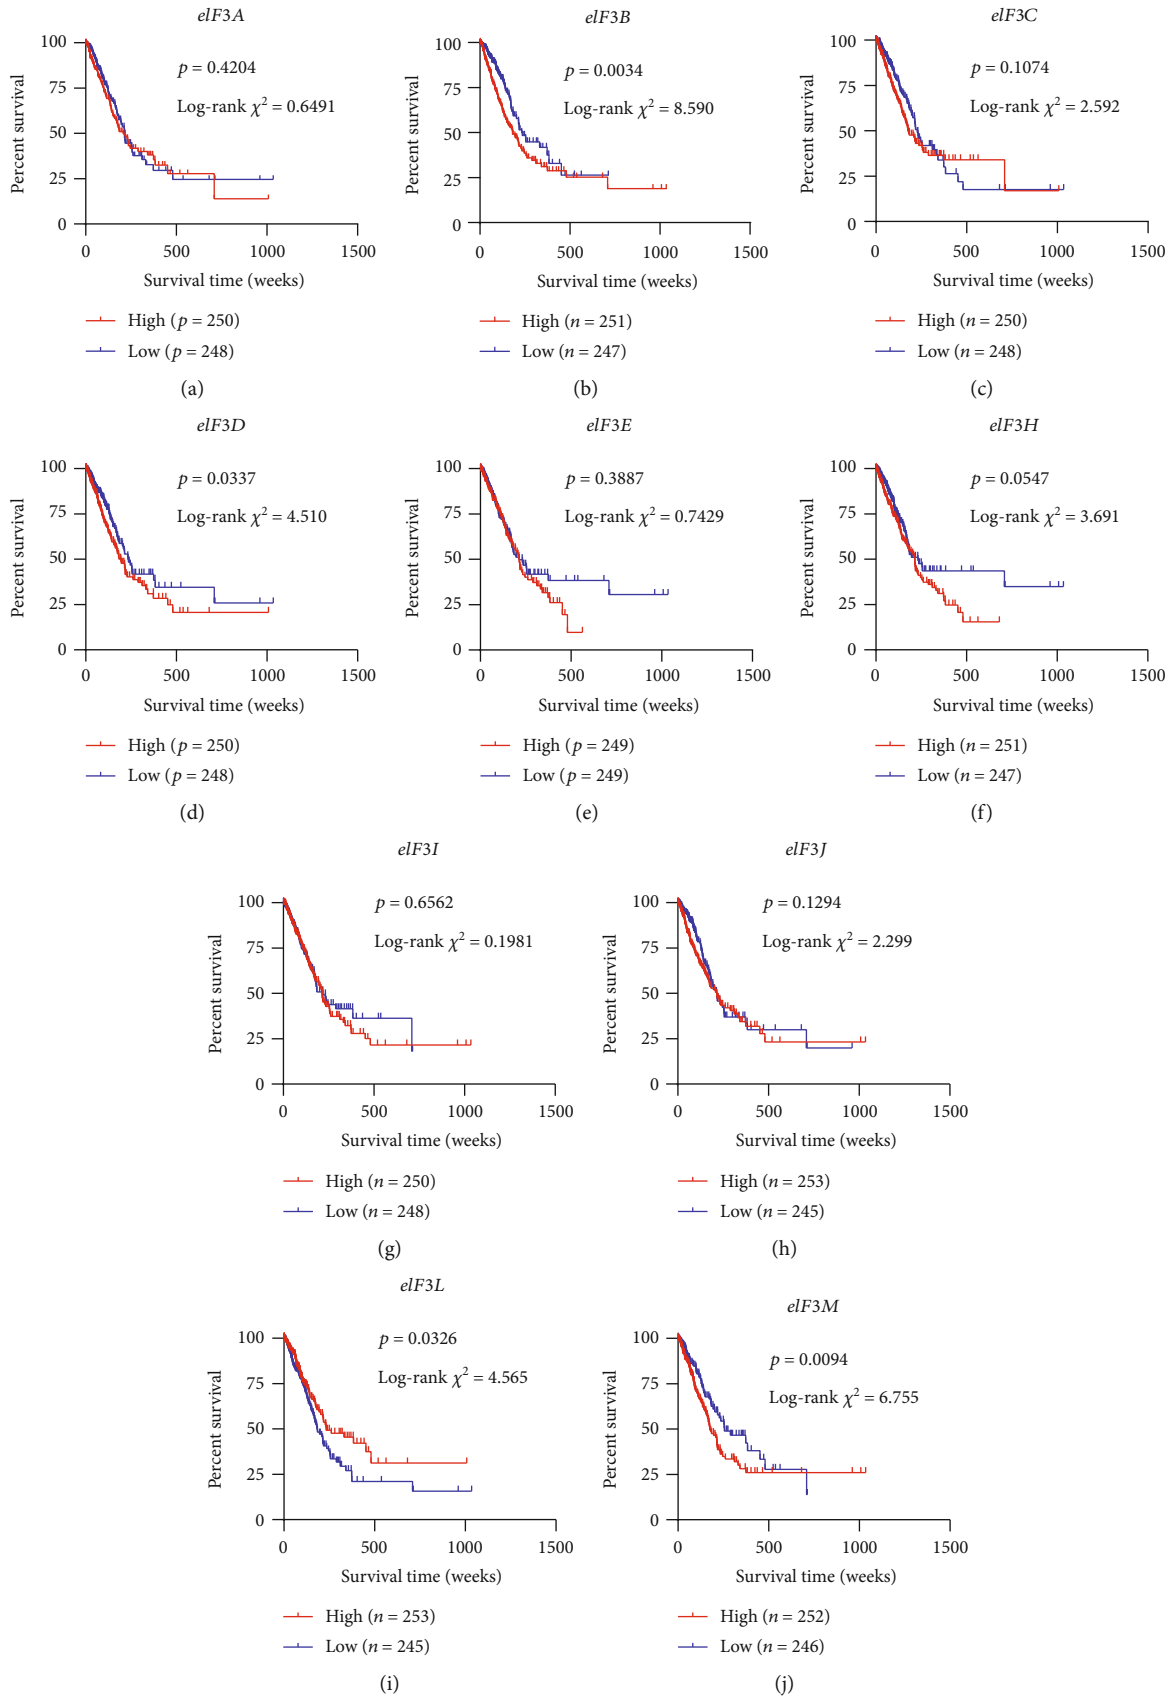 eIF3A
p = 0.4204
Log-rank χ² = 0.6491
Percent survival
100
75
50
25
0
0 500 1000 1500
Survival time (weeks)
High (p = 250)
Low (p = 248)
(a)
eIF3B
p = 0.0034
Log-rank χ² = 8.590
Percent survival
100
75
50
25
0
0 500 1000 1500
Survival time (weeks)
High (n = 251)
Low (n = 247)
(b)
eIF3C
p = 0.1074
Log-rank χ² = 2.592
Percent survival
100
75
50
25
0
0 500 1000 1500
Survival time (weeks)
High (n = 250)
Low (n = 248)
(c)
eIF3D
p = 0.0337
Log-rank χ² = 4.510
Percent survival
100
75
50
25
0
0 500 1000 1500
Survival time (weeks)
High (p = 250)
Low (p = 248)
(d)
eIF3E
p = 0.3887
Log-rank χ² = 0.7429
Percent survival
100
75
50
25
0
0 500 1000 1500
Survival time (weeks)
High (p = 249)
Low (p = 249)
(e)
eIF3H
p = 0.0547
Log-rank χ² = 3.691
Percent survival
100
75
50
25
0
0 500 1000 1500
Survival time (weeks)
High (n = 251)
Low (n = 247)
(f)
eIF3I
p = 0.6562
Log-rank χ² = 0.1981
Percent survival
100
75
50
25
0
0 500 1000 1500
Survival time (weeks)
High (n = 250)
Low (n = 248)
(g)
eIF3J
p = 0.1294
Log-rank χ² = 2.299
Percent survival
100
75
50
25
0
0 500 1000 1500
Survival time (weeks)
High (n = 253)
Low (n = 245)
(h)
eIF3L
p = 0.0326
Log-rank χ² = 4.565
Percent survival
100
75
50
25
0
0 500 1000 1500
Survival time (weeks)
High (n = 253)
Low (n = 245)
(i)
eIF3M
p = 0.0094
Log-rank χ² = 6.755
Percent survival
100
75
50
25
0
0 500 1000 1500
Survival time (weeks)
High (n = 252)
Low (n = 246)
(j)